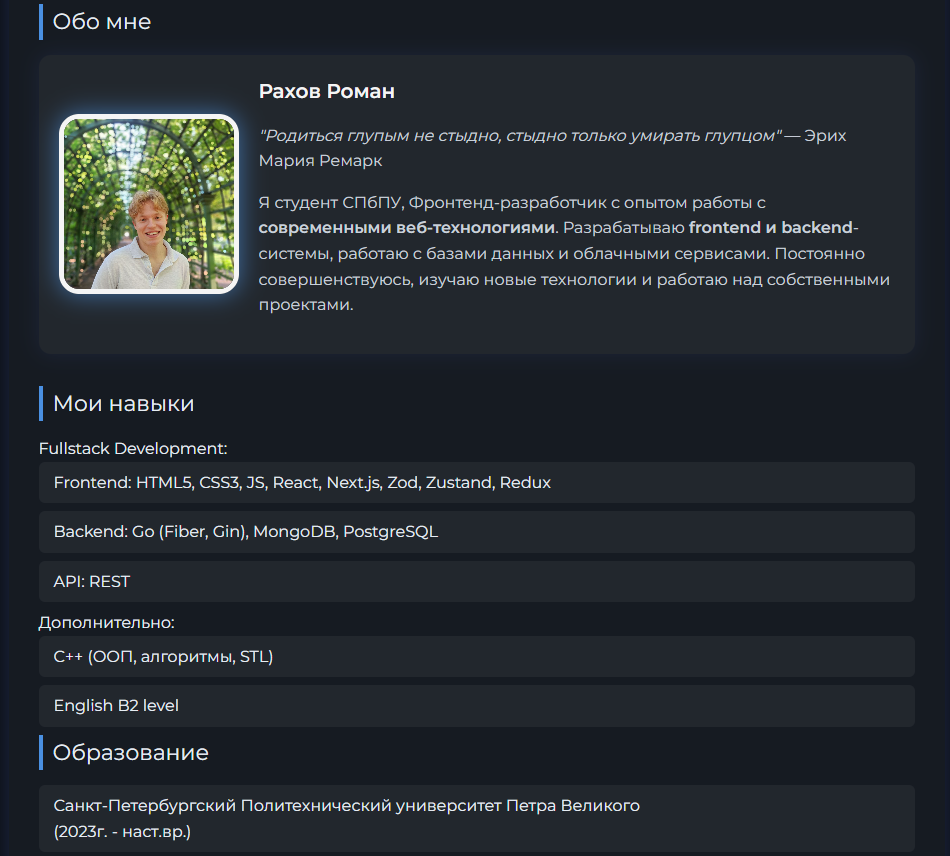 Обо мне
Рахов Роман
"Родиться глупым не стыдно, стыдно только умирать глупцом" — Эрих
Мария Ремарк
Я студент СПбПУ, Фронтенд-разработчик с опытом работы с
современными веб-технологиями. Разрабатываю frontend и backend-
системы, работаю с базами данных и облачными сервисами. Постоянно
совершенствуюсь, изучаю новые технологии и работаю над собственными
проектами.
Мои навыки
Fullstack Development:
Frontend: HTML5, CSS3, JS, React, Next.js, Zod, Zustand, Redux
Backend: Go (Fiber, Gin), MongoDB, PostgreSQL
API: REST
Дополнительно:
C++ (ООП, алгоритмы, STL)
English B2 level
Образование
Санкт-Петербургский Политехнический университет Петра Великого
(2023г. - наст.вр.)